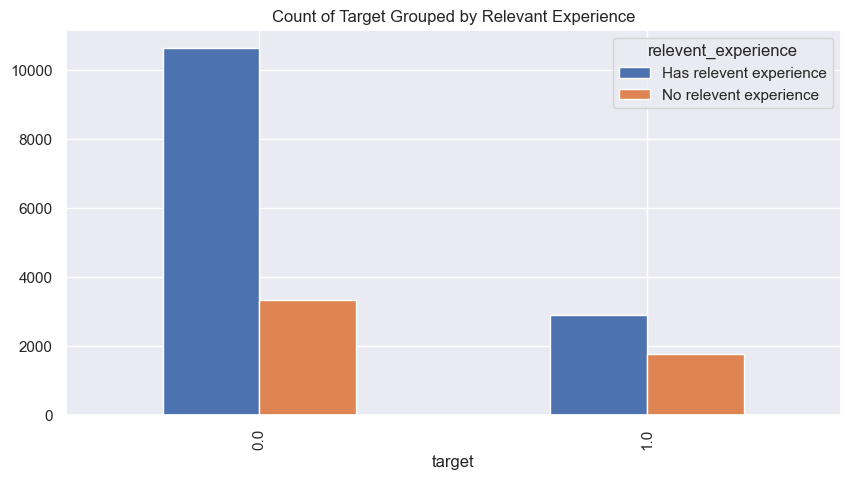 Count of Target Grouped by Relevant Experience
relevent_experience
Has relevent experience
No relevent experience
10000
8000
6000
4000
2000
0
0.0
1.0
target